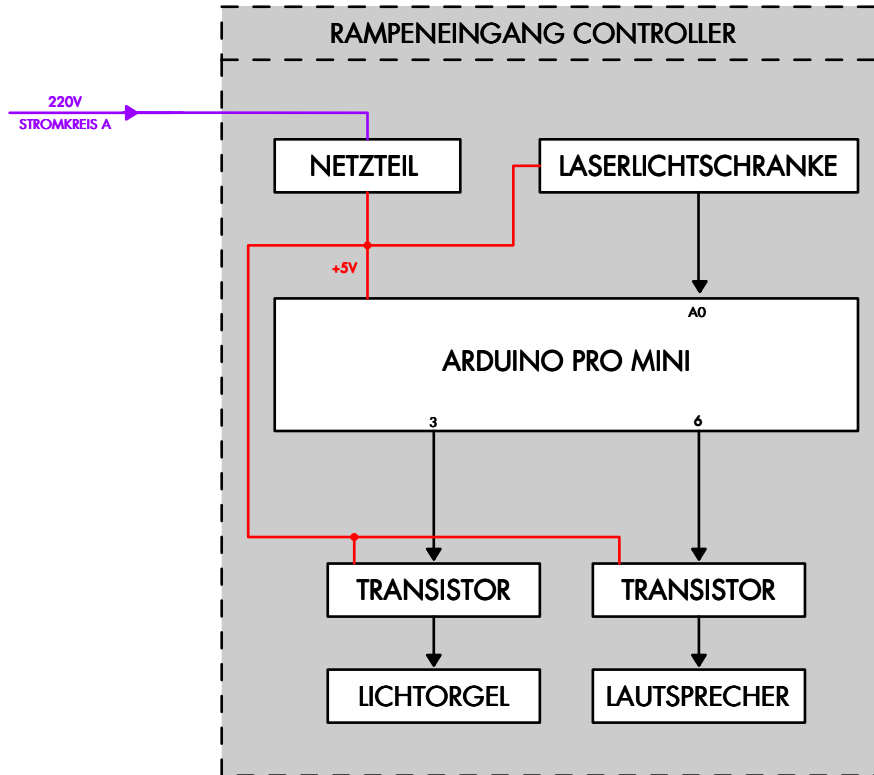 RAMPENEINGANG CONTROLLER
220V
STROMKREIS A
NETZTEIL
LASERLICHTSCHRANKE
+5V
A0
ARDUINO PRO MINI
3
6
TRANSISTOR
TRANSISTOR
LICHTORGEL
LAUTSPRECHER